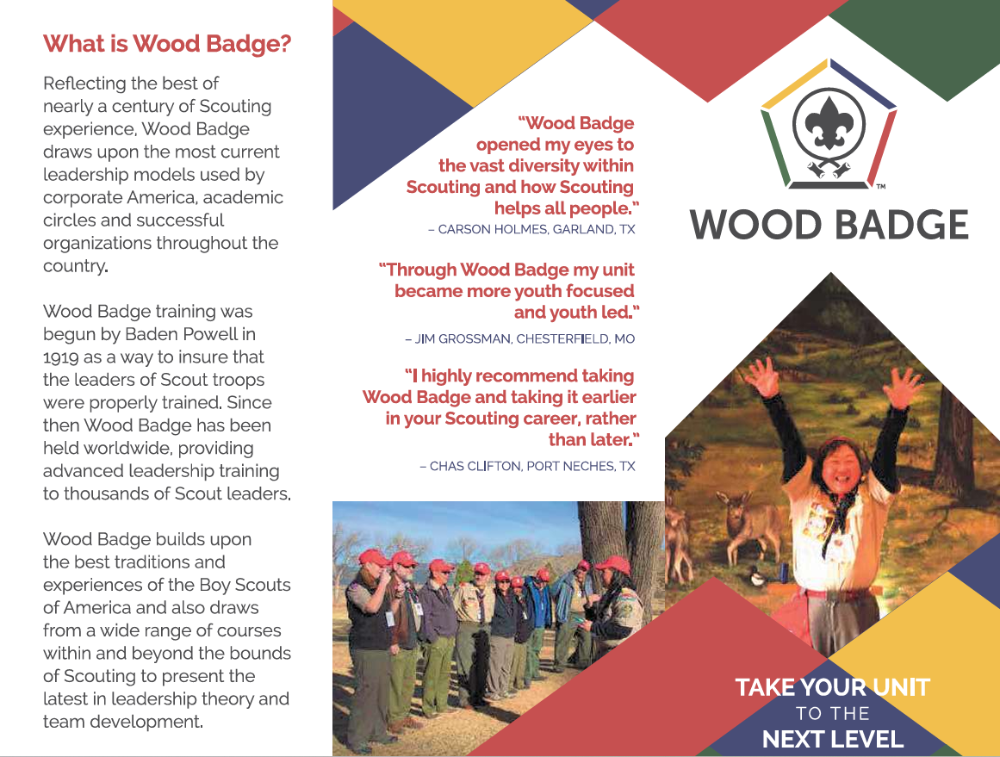 What is Wood Badge?
Reflecting the best of
nearly a century of Scouting
experience, Wood Badge
draws upon the most current
leadership models used by
corporate America, academic
circles and successful
organizations throughout the
country.
Wood Badge training was
begun by Baden Powell in
1919 as a way to insure that
the leaders of Scout troops
were properly trained. Since
then Wood Badge has been
held worldwide, providing
advanced leadership training
to thousands of Scout leaders.
Wood Badge builds upon
the best traditions and
experiences of the Boy Scouts
of America and also draws
from a wide range of courses
within and beyond the bounds
of Scouting to present the
latest in leadership theory and
team development.
“Wood Badge
opened my eyes to
the vast diversity within
Scouting and how Scouting
helps all people.”
– CARSON HOLMES, GARLAND, TX
“Through Wood Badge my unit
became more youth focused
and youth led.”
– JIM GROSSMAN, CHESTERFIELD, MO
“I highly recommend taking
Wood Badge and taking it earlier
in your Scouting career, rather
than later.”
– CHAS CLIFTON, PORT NECHES, TX
TM
WOOD BADGE
TAKE YOUR UNIT
TO THE
NEXT LEVEL